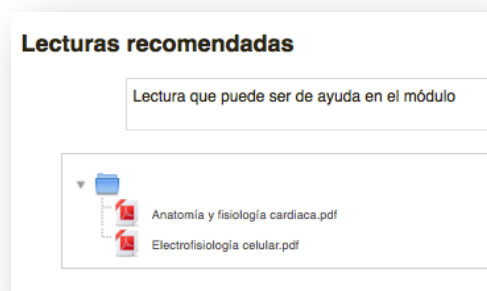 Lecturas recomendadas
Lectura que puede ser de ayuda en el módulo
Anatomía y fisiología cardiaca.pdf
Electrofisiología celular.pdf